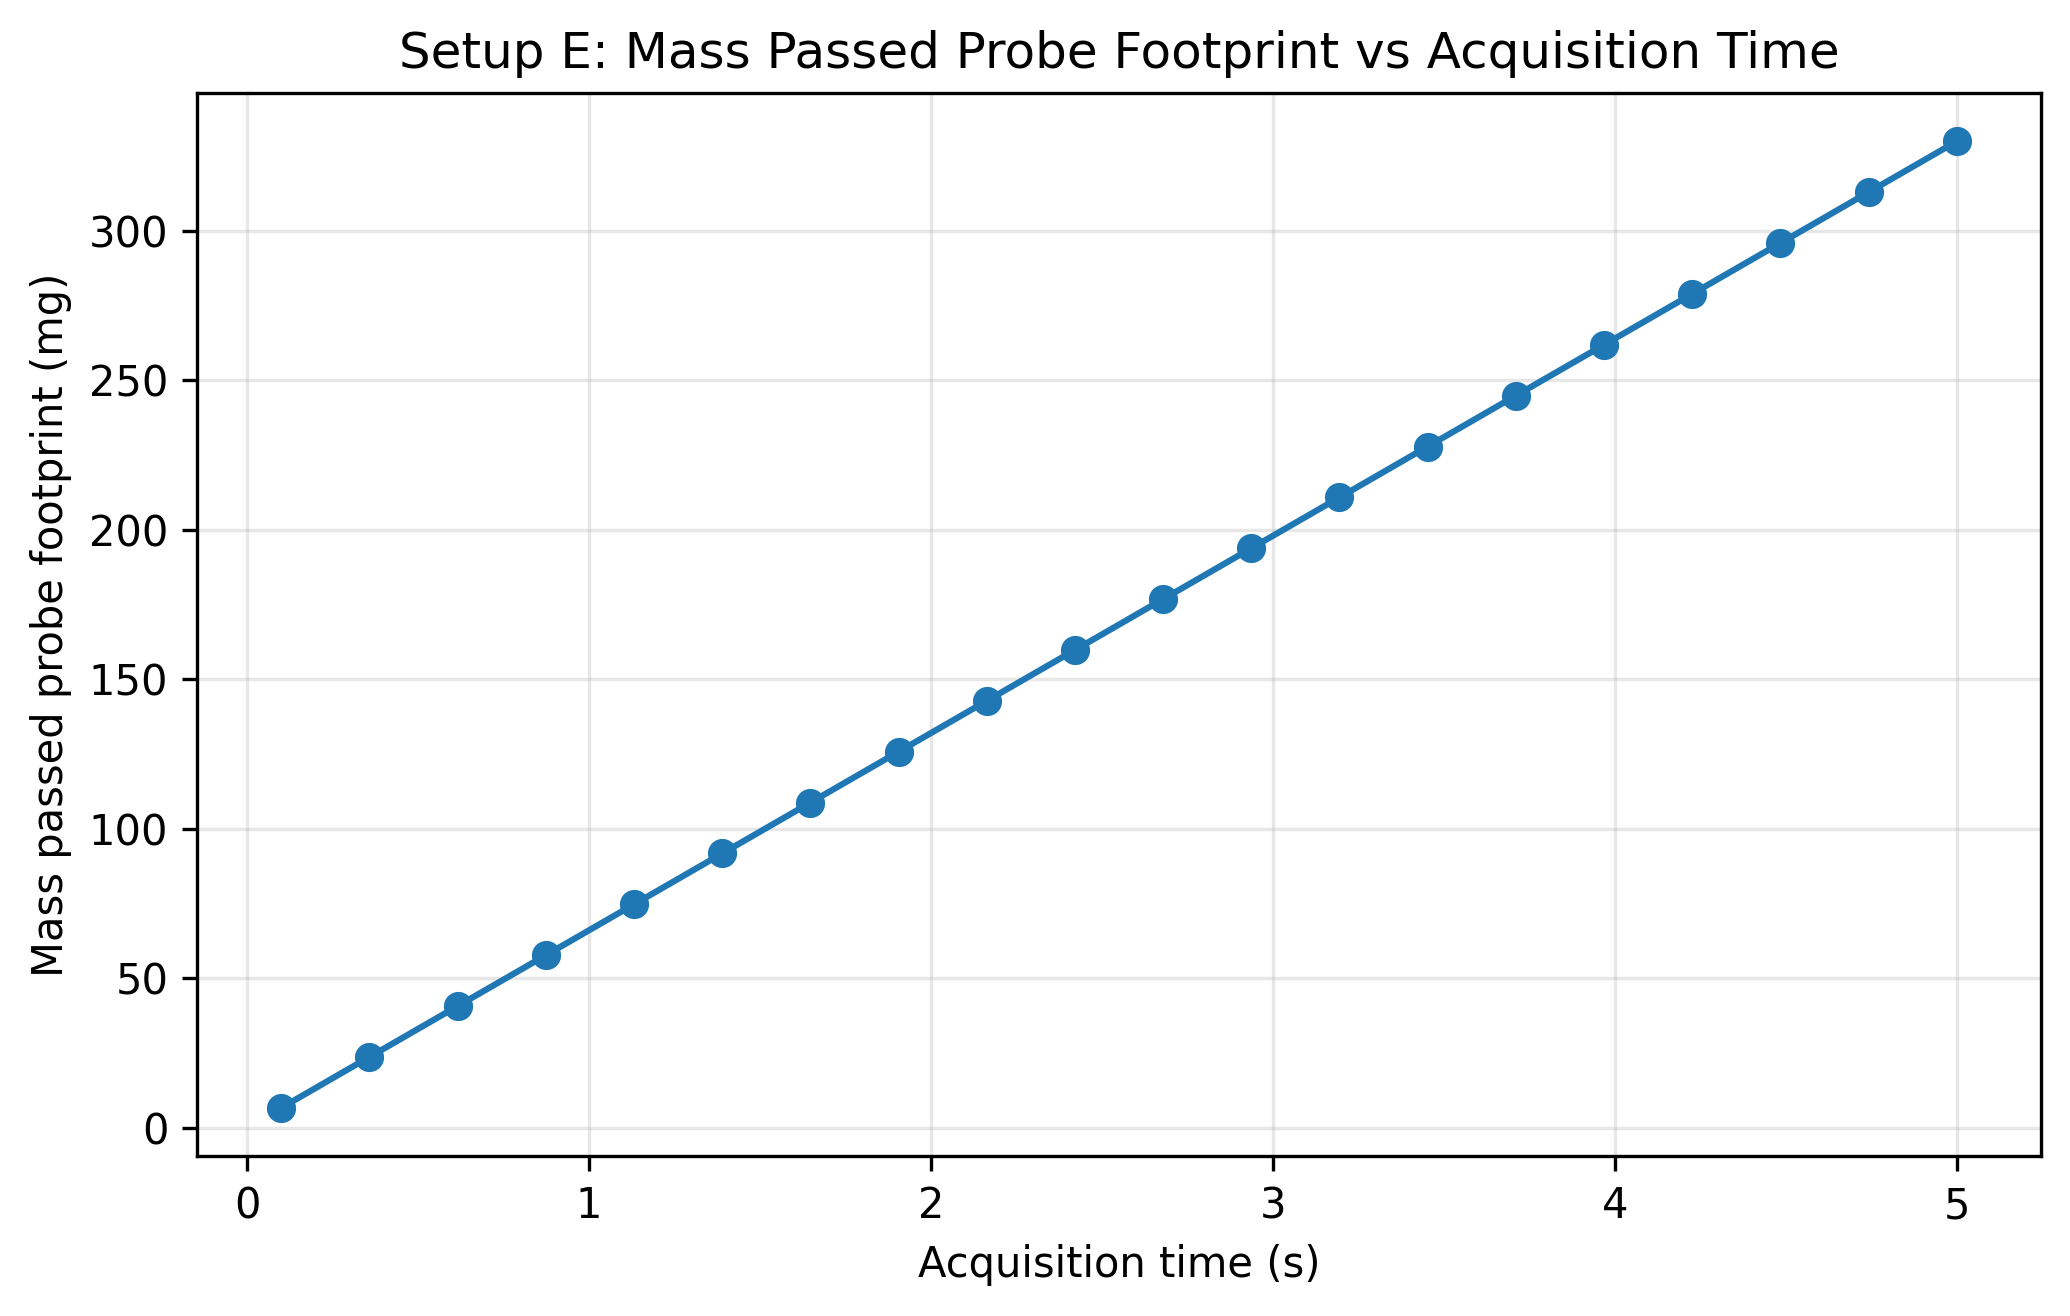 Setup E: Mass Passed Probe Footprint vs Acquisition Time
Mass passed probe footprint (mg)
300
250
200
150
100
50
0
0 1 2 3 4 5
Acquisition time (s)